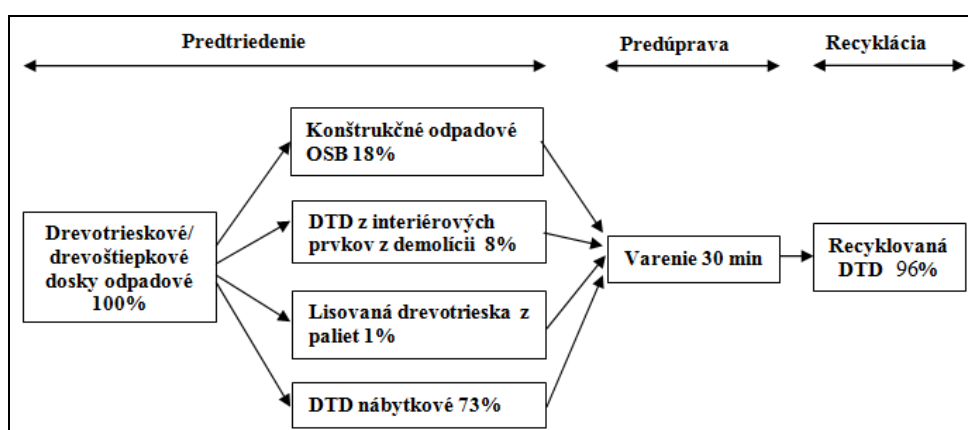 Predtriedenie
Predúprava
Recyklácia
Konštrukčné odpadové
OSB 18%
Drevotrieskové/
drevoštiepkové
dosky odpadové
100%
DTD z interiérových
prvkov z demolícii 8%
Lisovaná drevotrieska z
paliet 1%
DTD nábytkové 73%
Varenie 30 min
Recyklovaná
DTD 96%